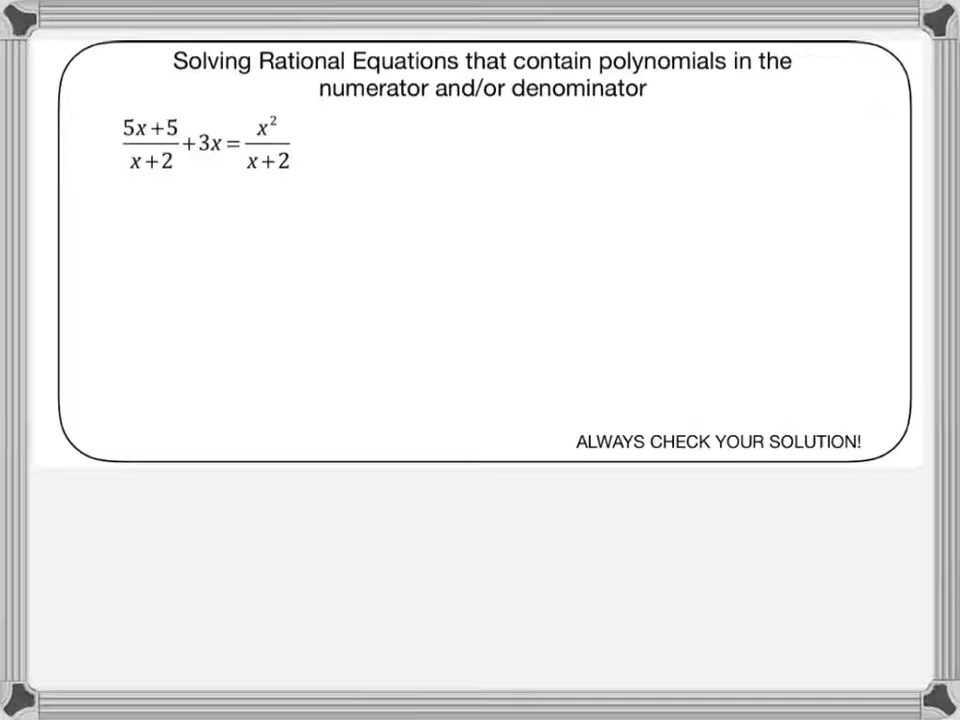 Solving Rational Equations that contain polynomials in the
numerator and/or denominator
5x+5/x+2 +3x= x²/x+2
ALWAYS CHECK YOUR SOLUTION!